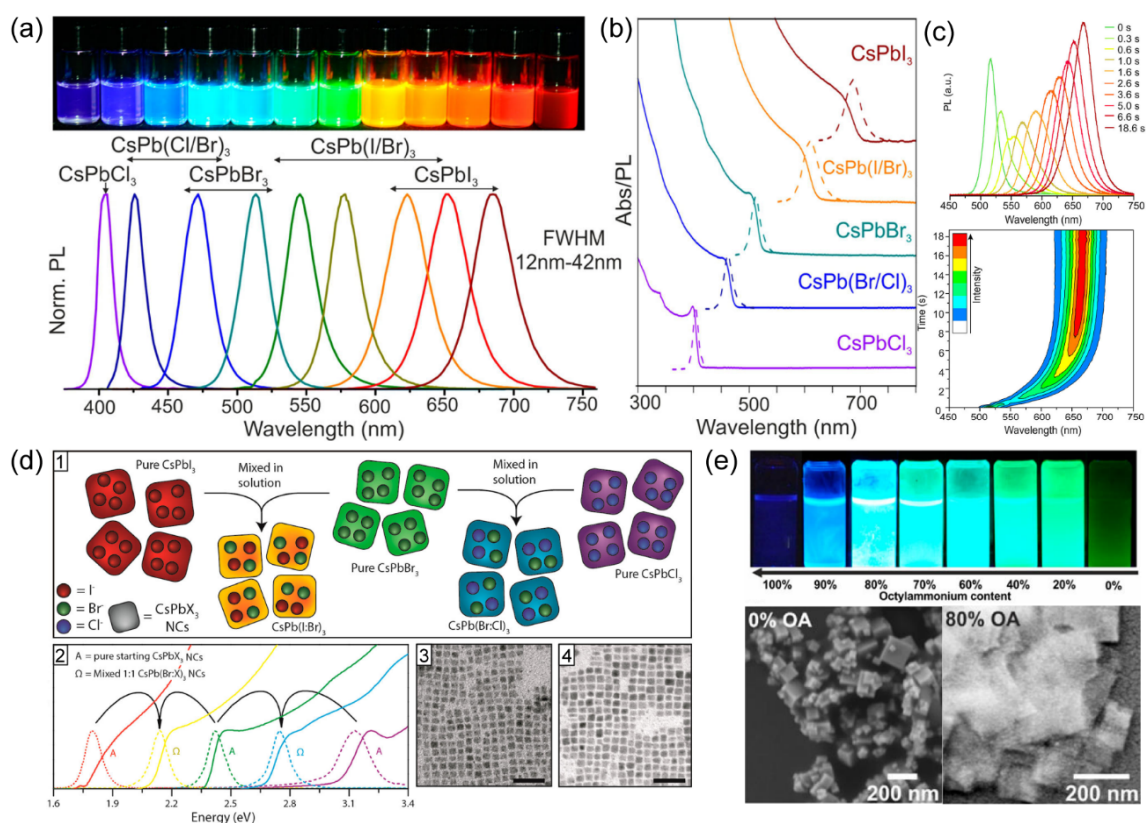 (a)
CsPb(Cl/Br)₃
CsPb(I/Br)₃
CsPbCl₃
CsPbBr₃
CsPbI₃
FWHM
12nm-42nm
Norm. PL
400 450 500 550 600 650 700 750
Wavelength (nm)
(b)
CsPbI₃
CsPb(I/Br)₃
CsPbBr₃
CsPb(Br/Cl)₃
CsPbCl₃
Abs/PL
300 500 700
Wavelength (nm)
(c)
0 s
0.3 s
0.6 s
1.0 s
1.6 s
2.6 s
3.6 s
5.0 s
6.6 s
18.6 s
PL (a.u.)
450 500 550 600 650 700 750
Wavelength (nm)
Intensity
Time (s)
18
16
14
12
10
8
6
4
2
0
450 500 550 600 650 700 750
Wavelength (nm)
(d)
1
Pure CsPbI₃
Mixed in
solution
Mixed in
solution
Pure CsPbBr₃
Pure CsPbCl₃
= I⁻
= Br⁻
= Cl⁻
= CsPbX₃
NCs
CsPb(I:Br)₃
CsPb(Br:Cl)₃
2
A = pure starting CsPbX₃ NCs
Ω = Mixed 1:1 CsPb(Br:X)₃ NCs
A Ω A Ω A
1.6 1.9 2.2 2.5 2.8 3.1 3.4
Energy (eV)
3
4
(e)
100% 90% 80% 70% 60% 40% 20% 0%
Octylammonium content
0% OA
200 nm
80% OA
200 nm